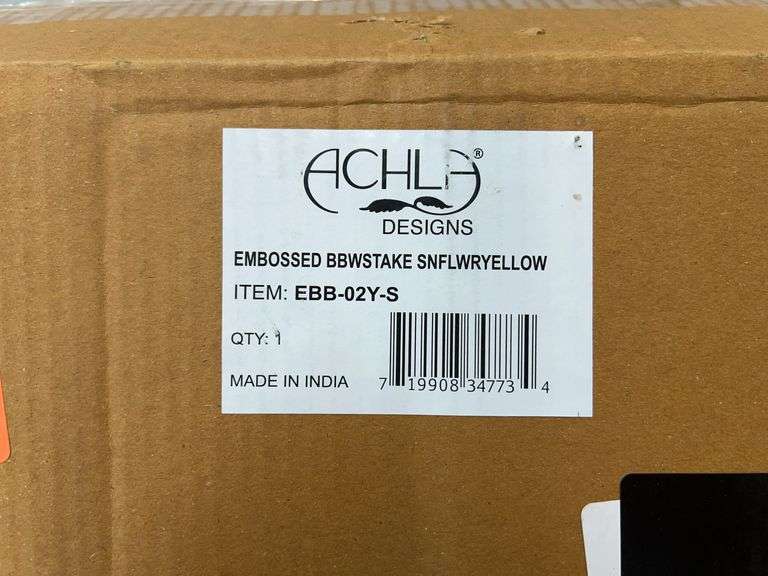 ACHLA®
DESIGNS
EMBOSSED BBWSTAKE SNFLWRYELLOW
ITEM: EBB-02Y-S
QTY: 1
MADE IN INDIA
7 19908 34773 4